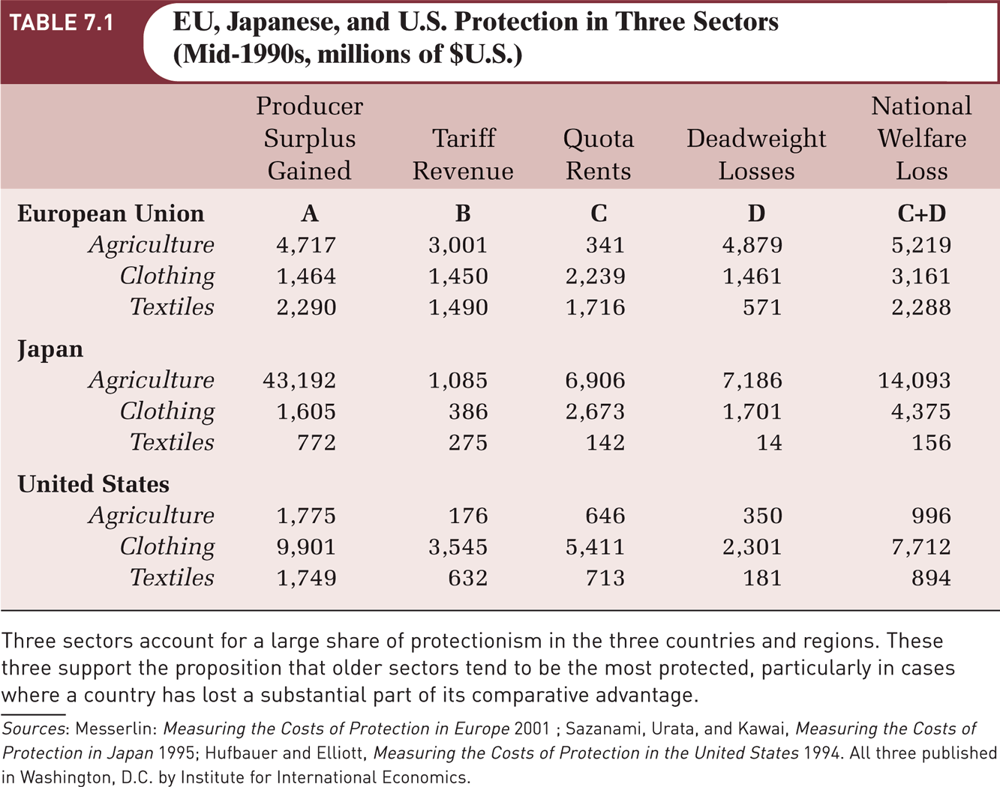 TABLE 7.1
EU, Japanese, and U.S. Protection in Three Sectors
(Mid-1990s, millions of $U.S.)
Producer Surplus Gained Tariff Revenue Quota Rents Deadweight Losses National Welfare Loss
European Union A B C D C+D
Agriculture 4,717 3,001 341 4,879 5,219
Clothing 1,464 1,450 2,239 1,461 3,161
Textiles 2,290 1,490 1,716 571 2,288
Japan
Agriculture 43,192 1,085 6,906 7,186 14,093
Clothing 1,605 386 2,673 1,701 4,375
Textiles 772 275 142 14 156
United States
Agriculture 1,775 176 646 350 996
Clothing 9,901 3,545 5,411 2,301 7,712
Textiles 1,749 632 713 181 894
Three sectors account for a large share of protectionism in the three countries and regions. These
three support the proposition that older sectors tend to be the most protected, particularly in cases
where a country has lost a substantial part of its comparative advantage.
Sources: Messerlin: Measuring the Costs of Protection in Europe 2001 ; Sazanami, Urata, and Kawai, Measuring the Costs of
Protection in Japan 1995; Hufbauer and Elliott, Measuring the Costs of Protection in the United States 1994. All three published
in Washington, D.C. by Institute for International Economics.